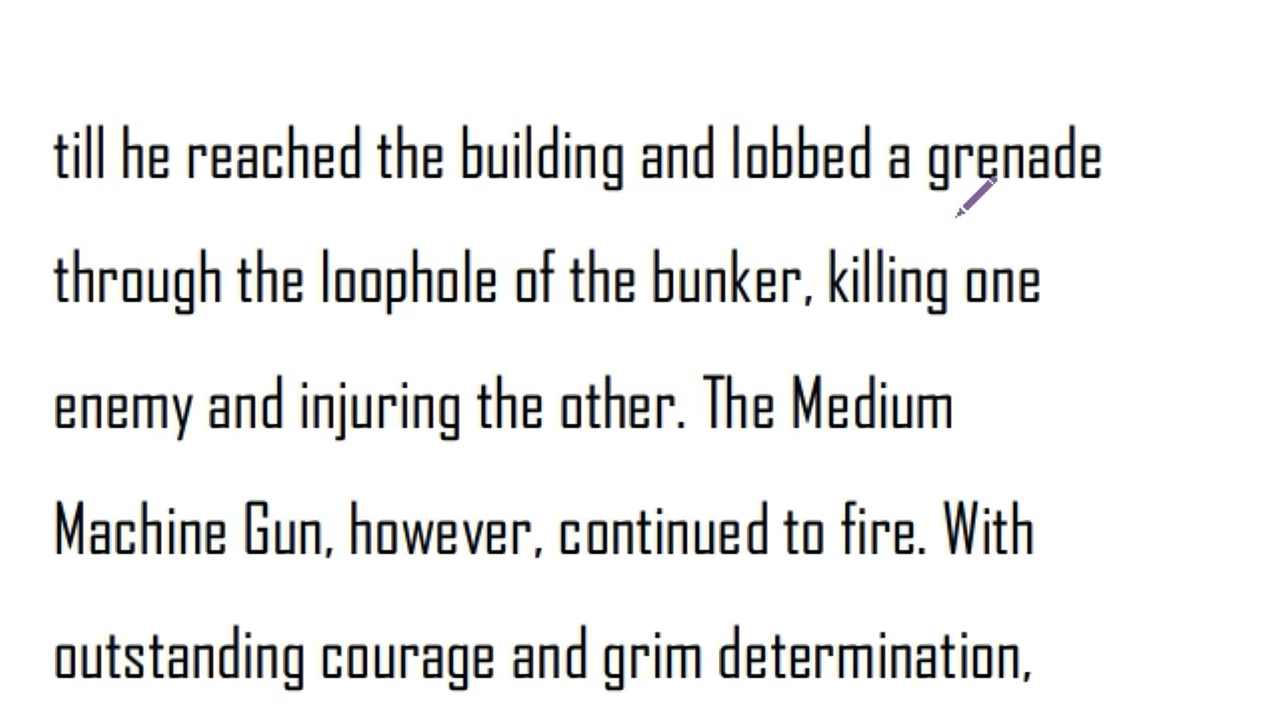 till he reached the building and lobbed a grenade
through the loophole of the bunker, killing one
enemy and injuring the other. The Medium
Machine Gun, however, continued to fire. With
outstanding courage and grim determination,